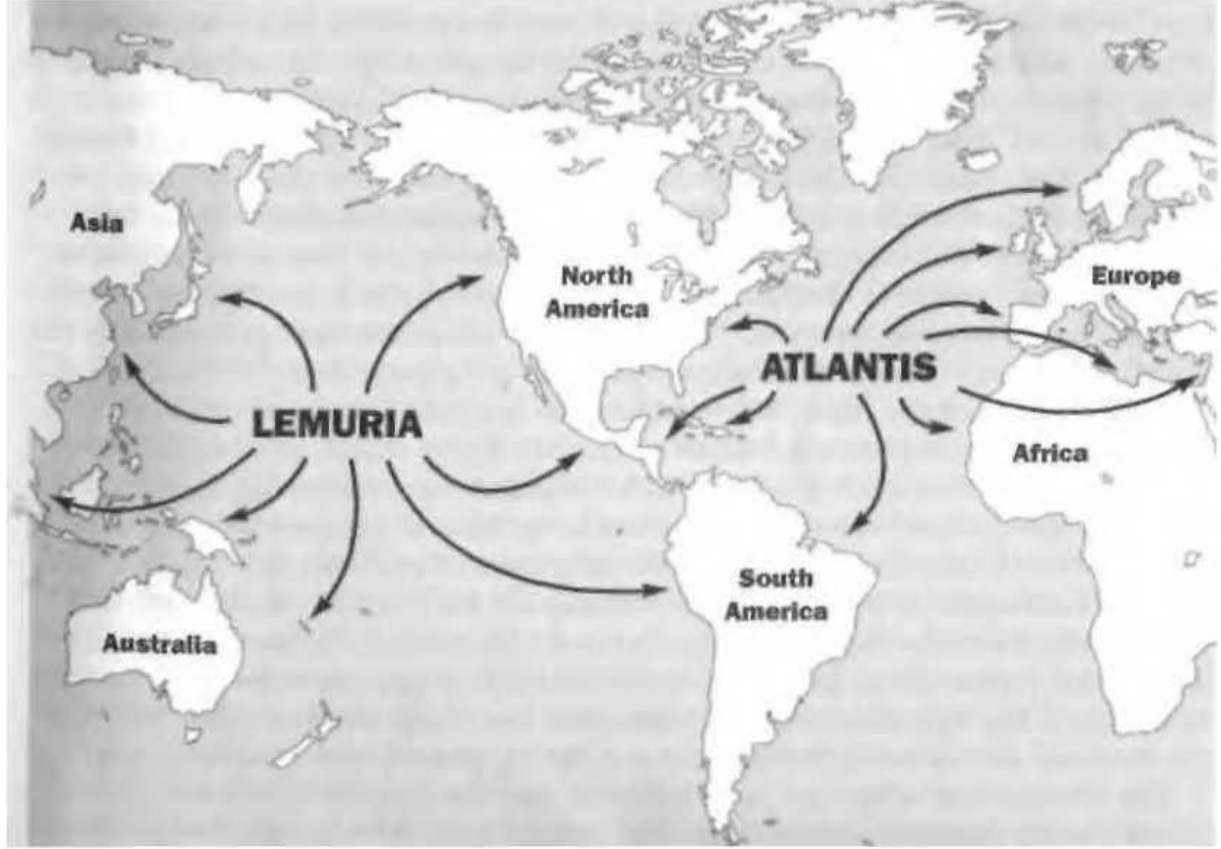 Asia
North
America
Europe
ATLANTIS
LEMURIA
Africa
South
America
Australia